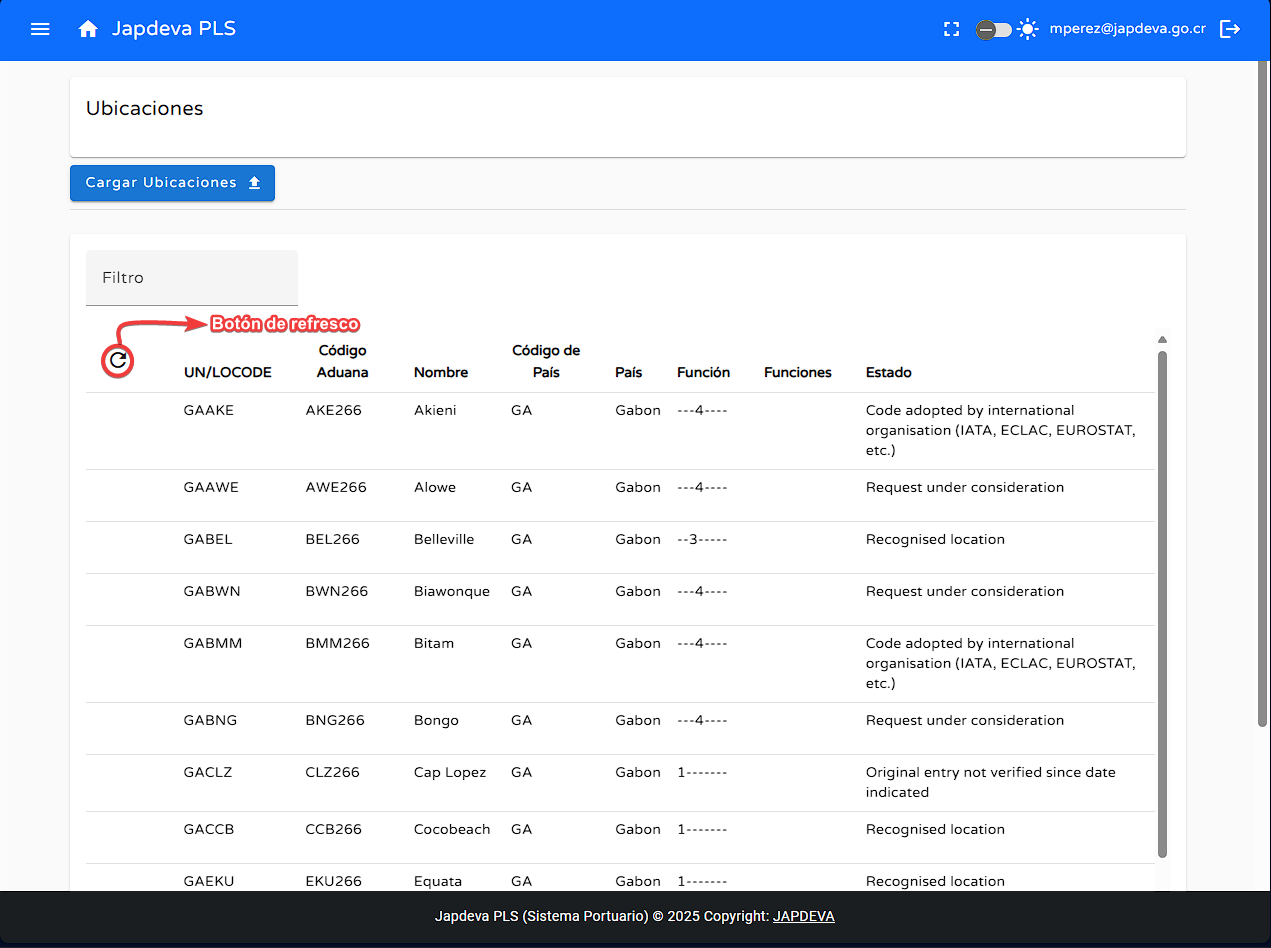 Japdeva PLS
mperez@japdeva.go.cr
Ubicaciones
Cargar Ubicaciones
Filtro
Botón de refresco
UN/LOCODE Código Aduana Nombre Código de País País Función Funciones Estado
GAAKE AKE266 Akieni GA Gabon ---4---- Code adopted by international
organisation (IATA, ECLAC, EUROSTAT,
etc.)
GAAWE AWE266 Alowe GA Gabon ---4---- Request under consideration
GABEL BEL266 Belleville GA Gabon --3----- Recognised location
GABWN BWN266 Biawonque GA Gabon ---4---- Request under consideration
GABMM BMM266 Bitam GA Gabon ---4---- Code adopted by international
organisation (IATA, ECLAC, EUROSTAT,
etc.)
GABNG BNG266 Bongo GA Gabon ---4---- Request under consideration
GACLZ CLZ266 Cap Lopez GA Gabon 1------- Original entry not verified since date
indicated
GACCB CCB266 Cocobeach GA Gabon 1------- Recognised location
GAEKU EKU266 Equata GA Gabon 1------- Recognised location
Japdeva PLS (Sistema Portuario) © 2025 Copyright: JAPDEVA